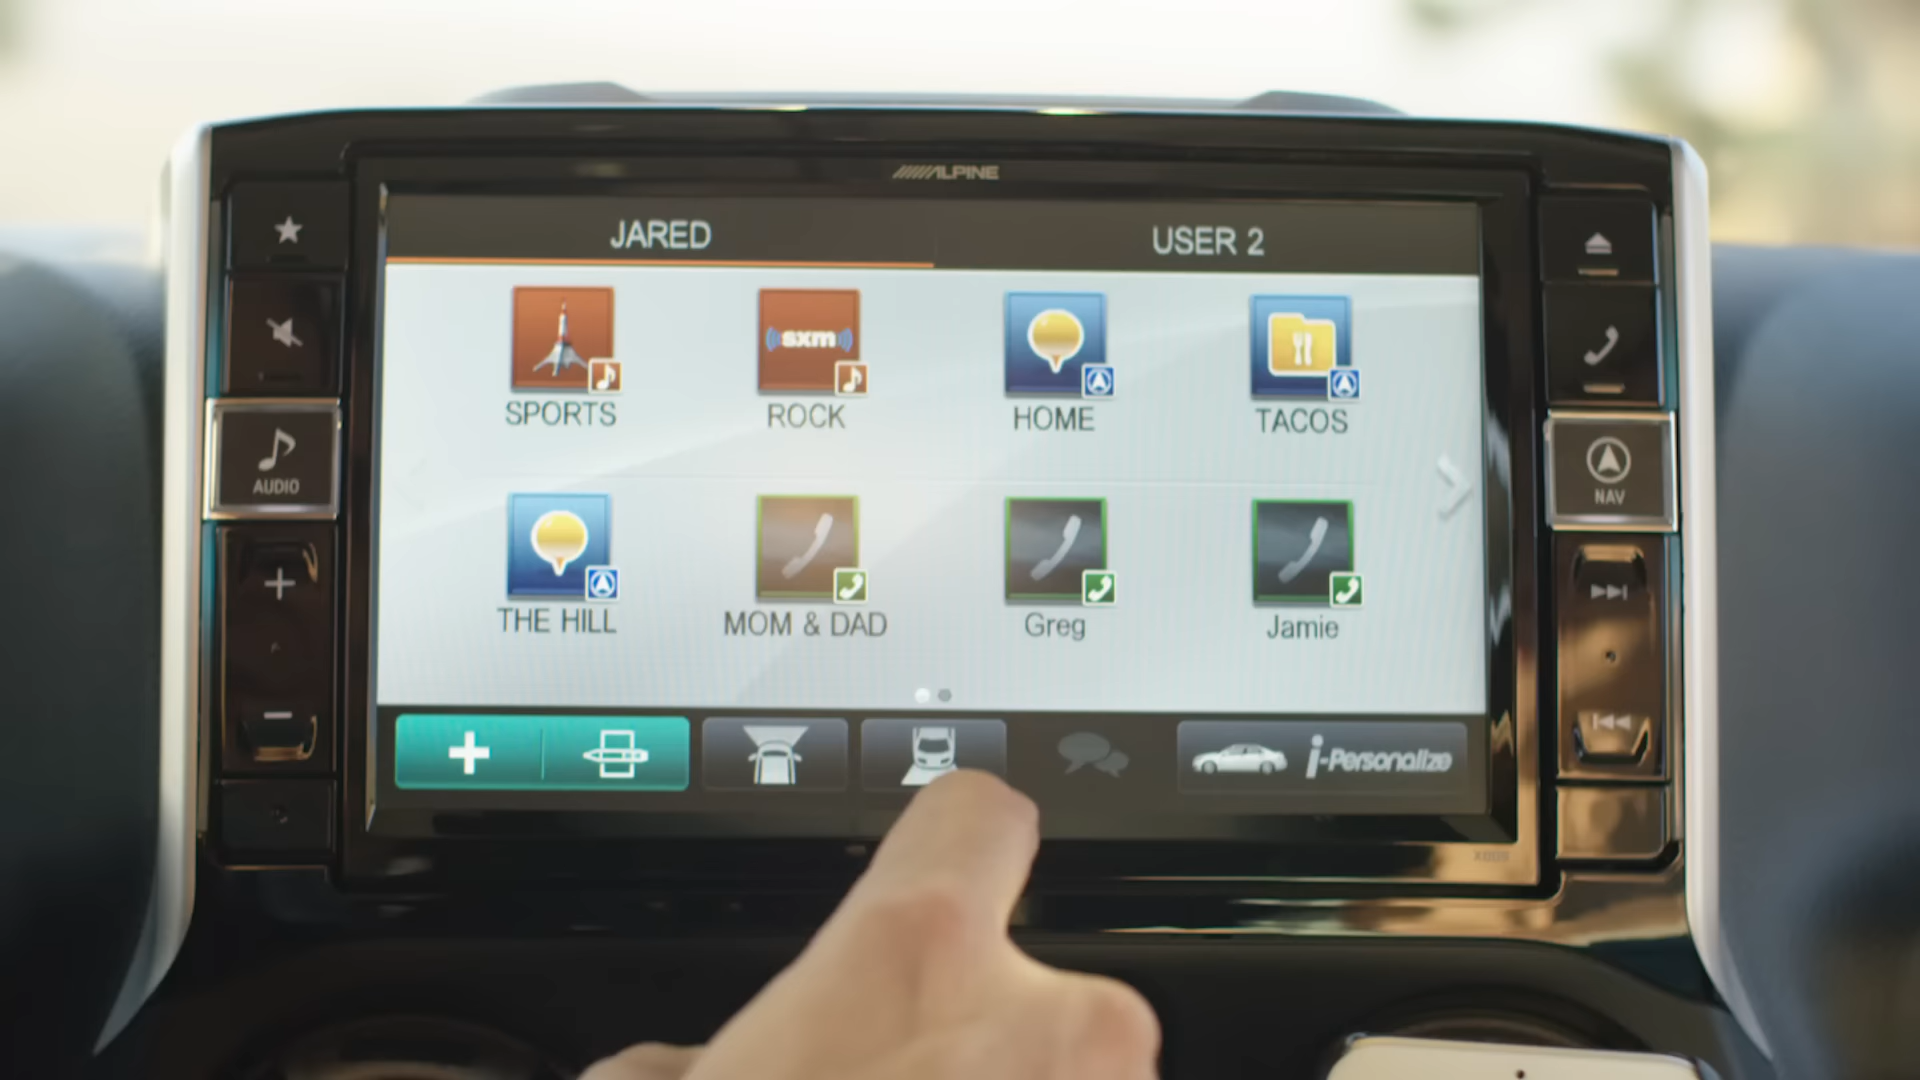 ALPINE
JARED
USER 2
sxm
SPORTS
ROCK
HOME
TACOS
AUDIO
NAV
THE HILL
MOM & DAD
Greg
Jamie
i-Personalize